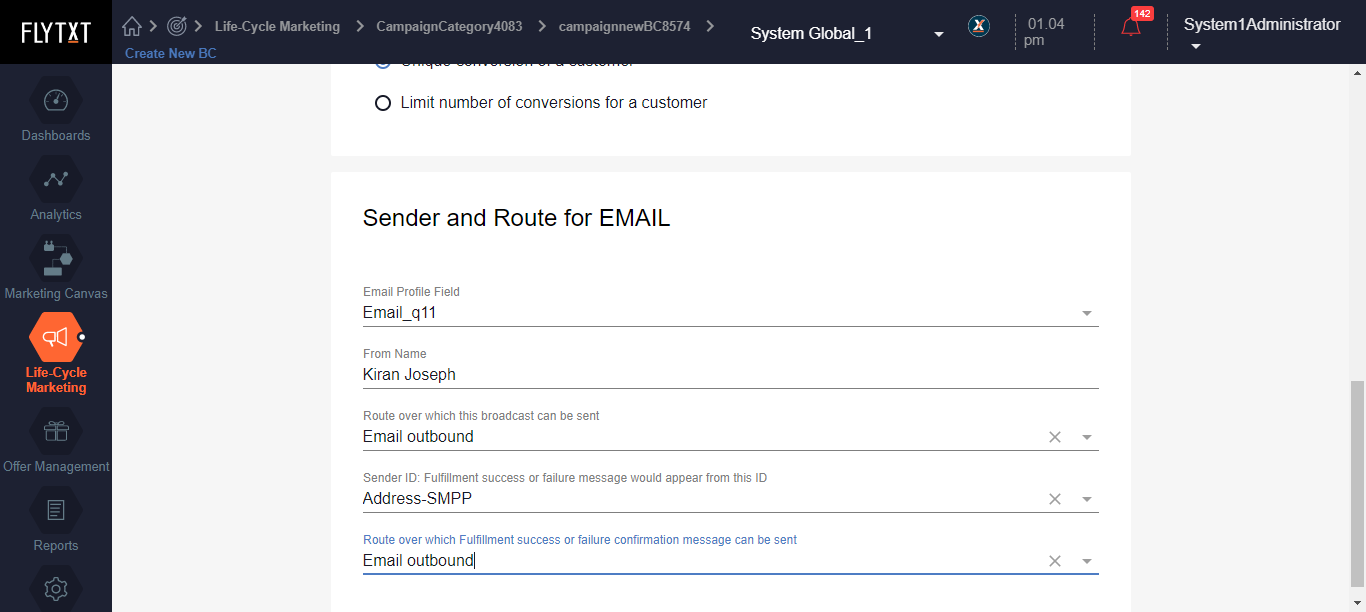 FLYTXT
Life-Cycle Marketing
CampaignCategory4083
campaignnewBC8574
Create New BC
System Global_1
01.04
pm
142
System1Administrator
Dashboards
Analytics
Marketing Canvas
Life-Cycle
Marketing
Offer Management
Reports
Unique conversion of a customer
Limit number of conversions for a customer
Sender and Route for EMAIL
Email Profile Field
Email_q11
From Name
Kiran Joseph
Route over which this broadcast can be sent
Email outbound
Sender ID: Fulfillment success or failure message would appear from this ID
Address-SMPP
Route over which Fulfillment success or failure confirmation message can be sent
Email outbound